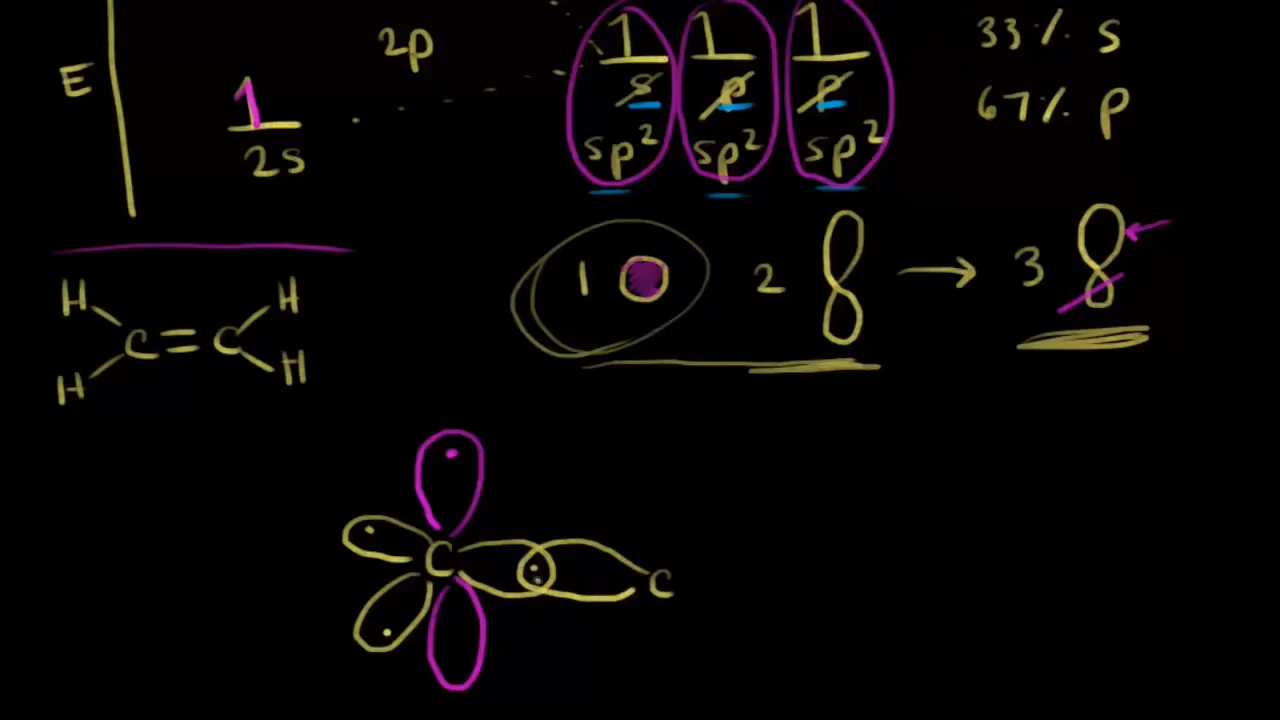 2p 1 1 1 33% s
E 1 s p p 67% p
2s sp² sp² sp²
1 2 → 3
H H
C = C
H H
C C